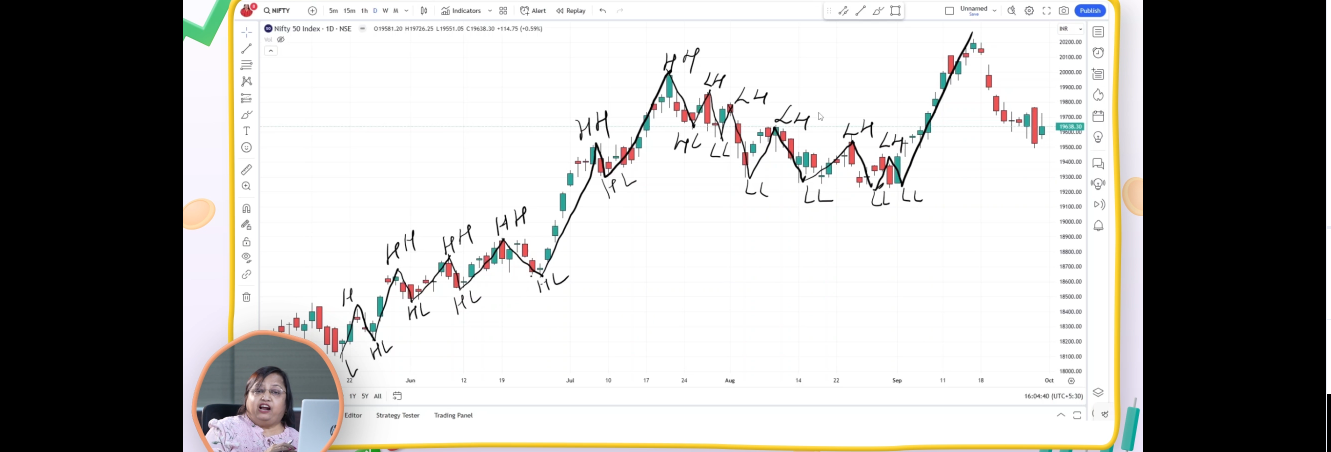 NIFTY 5m 15m 1h D W M Indicators Alert Replay Unnamed Save Publish
Nifty 50 Index · 1D · NSE O19581.20 H19726.25 L19551.05 C19638.30 +114.75 (+0.59%)
INR
Vol
20200.00
20100.00
20000.00
19900.00
19800.00
19700.00
19638.30
19600.00
19500.00
19400.00
19300.00
19200.00
19100.00
19000.00
18900.00
18800.00
18700.00
18600.00
18500.00
18400.00
18300.00
18200.00
18100.00
18000.00
L
H
HL
HH
HL
HH
HL
HH
HL
HH
HL
HH
HL
LH
LL
LH
LL
LH
LL
LH
LL
LH
LL
22 Jun 12 19 Jul 10 17 24 Aug 14 22 Sep 11 18 Oct
1Y 5Y All 16:04:40 (UTC+5:30)
Editor Strategy Tester Trading Panel